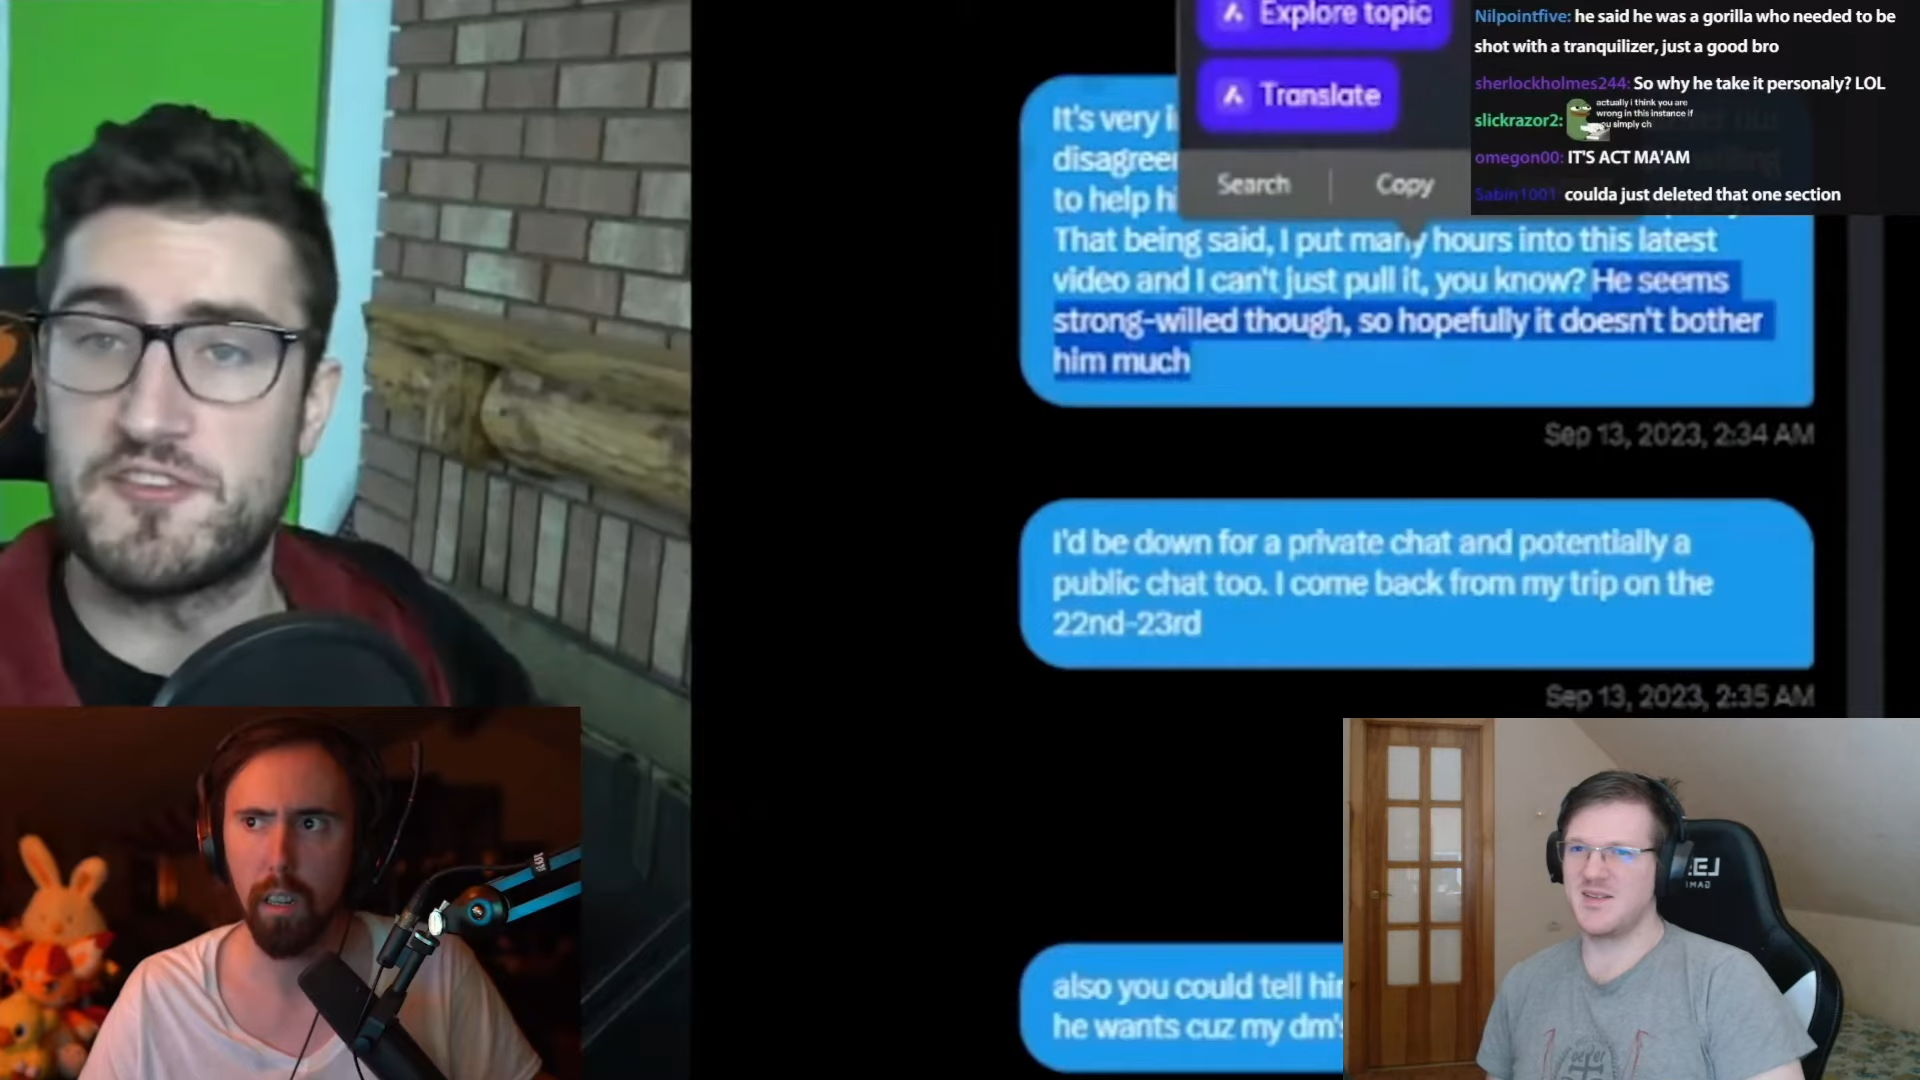 Explore topic
Translate
Search
Copy
Nilpointfive: he said he was a gorilla who needed to be
shot with a tranquilizer, just a good bro
sherlockholmes244: So why he take it personaly? LOL
slickrazor2:
actually i think you are
wrong in this instance if
you simply ch
omegon00: IT'S ACT MA'AM
Sabin1001: coulda just deleted that one section
It's very
disagree
to help
That being said, I put many hours into this latest
video and I can't just pull it, you know? He seems
strong-willed though, so hopefully it doesn't bother
him much
Sep 13, 2023, 2:34 AM
I'd be down for a private chat and potentially a
public chat too. I come back from my trip on the
22nd-23rd
Sep 13, 2023, 2:35 AM
also you could tell
he wants cuz my dm's